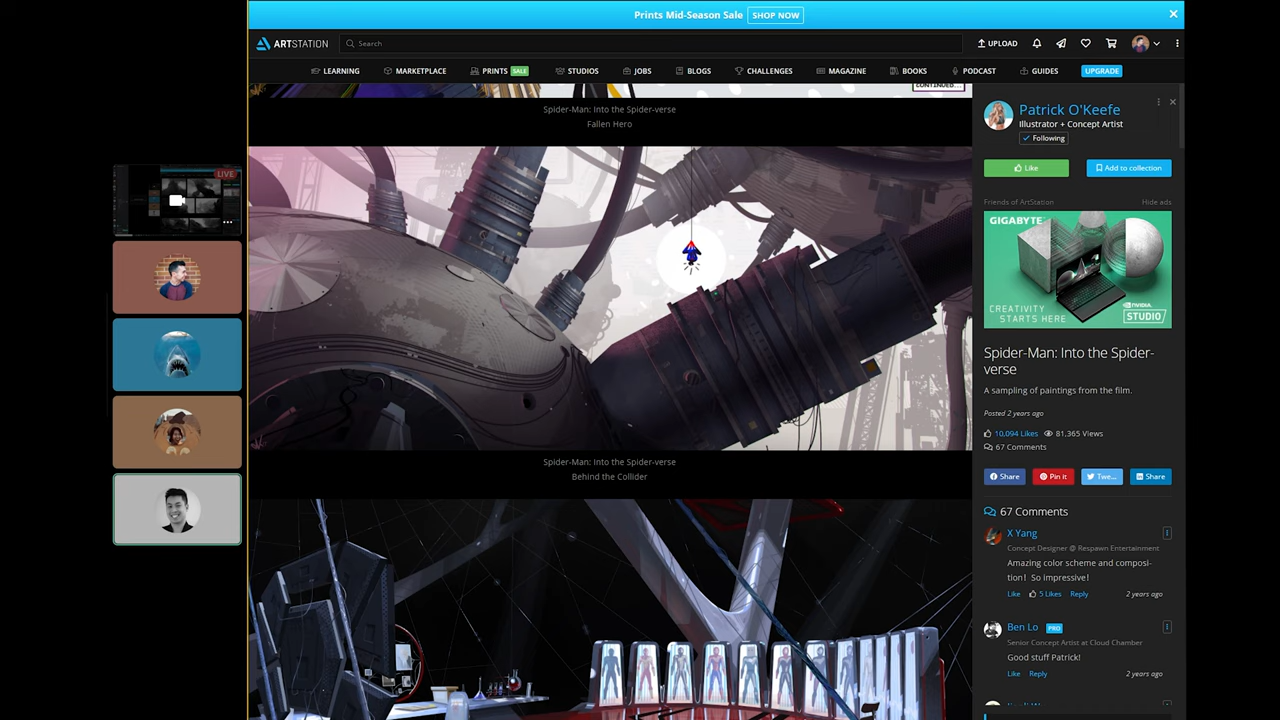 Prints Mid-Season Sale SHOP NOW
ARTSTATION
Search
UPLOAD
LEARNING MARKETPLACE PRINTS SALE STUDIOS JOBS BLOGS CHALLENGES MAGAZINE BOOKS PODCAST GUIDES UPGRADE
CONTINUED...
Spider-Man: Into the Spider-verse
Fallen Hero
LIVE
Spider-Man: Into the Spider-verse
Behind the Collider
Patrick O'Keefe
Illustrator + Concept Artist
Following
Like Add to collection
Friends of ArtStation Hide ads
GIGABYTE
CREATIVITY
STARTS HERE
NVIDIA
STUDIO
Spider-Man: Into the Spider-
verse
A sampling of paintings from the film.
Posted 2 years ago
10,094 Likes 81,365 Views
67 Comments
Share Pin it Twe... Share
67 Comments
X Yang
Concept Designer @ Respawn Entertainment
Amazing color scheme and composi-
tion! So impressive!
Like 5 Likes Reply 2 years ago
Ben Lo PRO
Senior Concept Artist at Cloud Chamber
Good stuff Patrick!
Like Reply 2 years ago